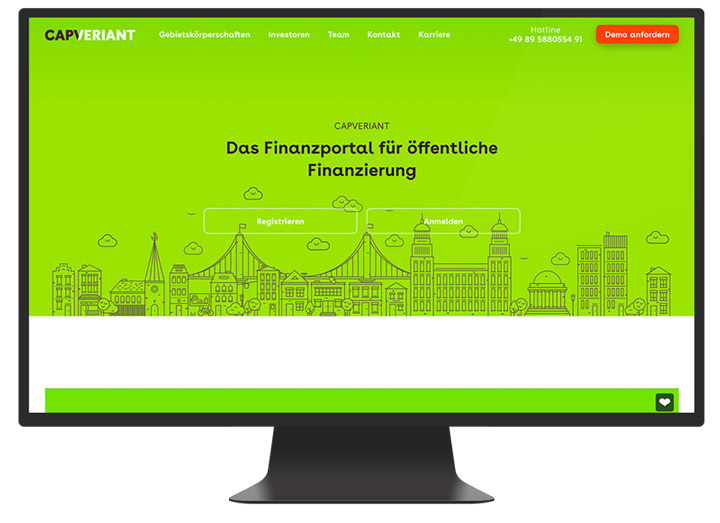 CAPVERIANT
Gebietskörperschaften
Investoren
Team
Kontakt
Karriere
Hotline
+49 89 5880554 91
Demo anfordern
CAPVERIANT
Das Finanzportal für öffentliche
Finanzierung
Registrieren
Anmelden